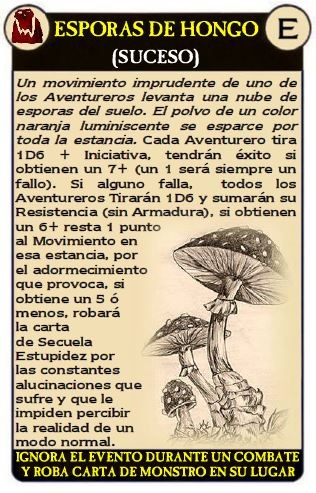 ESPORAS DE HONGO
E
(SUCESO)
Un movimiento imprudente de uno de
los Aventureros levanta una nube de
esporas del suelo. El polvo de un color
naranja luminiscente se esparce por
toda la estancia. Cada Aventurero tira
1D6 + Iniciativa, tendrán éxito si
obtienen un 7+ (un 1 será siempre un
fallo). Si alguno falla, todos los
Aventureros Tirarán 1D6 y sumarán su
Resistencia (sin Armadura), si obtienen
un 6+ resta 1 punto
al Movimiento en
esa estancia, por
el adormecimiento
que provoca, si
obtiene un 5 ó
menos, robará
la carta
de Secuela
Estupidez por
las constantes
alucinaciones que
sufre y que le
impiden percibir
la realidad de un
modo normal.
IGNORA EL EVENTO DURANTE UN COMBATE
Y ROBA CARTA DE MONSTRO EN SU LUGAR